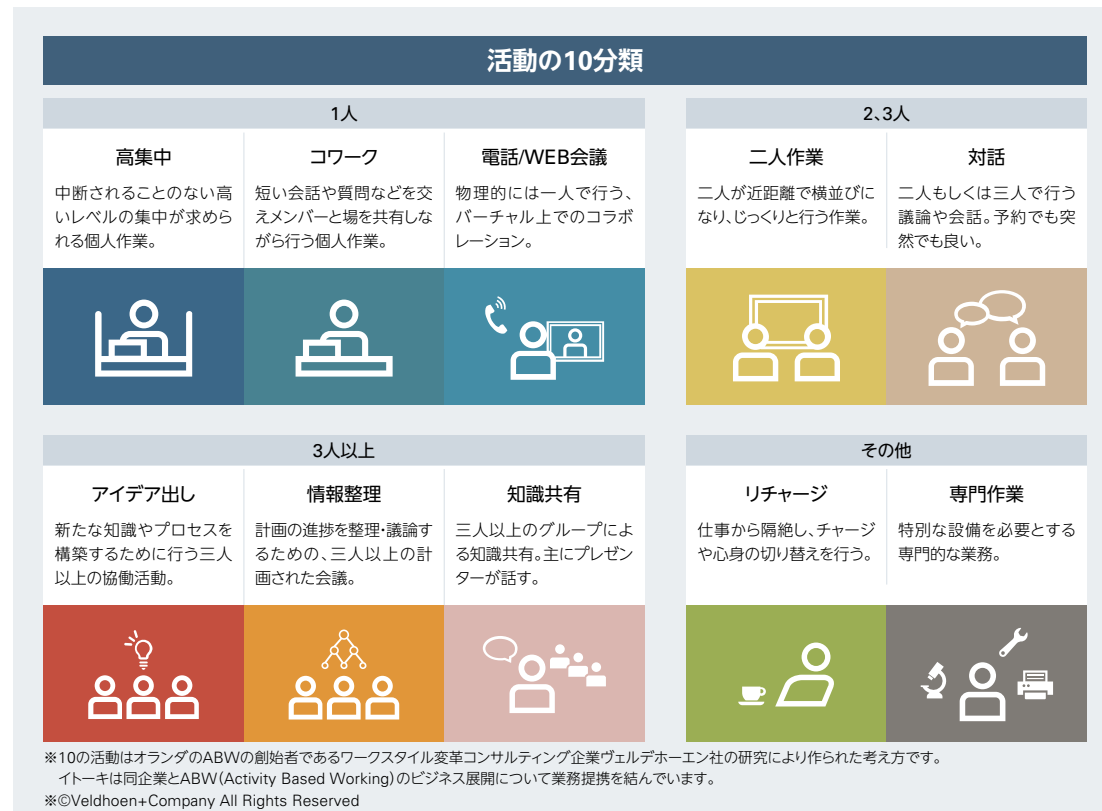 活動の10分類
1人
高集中
中断されることのない高
いレベルの集中が求めら
れる個人作業。
コワーク
短い会話や質問などを交
えメンバーと場を共有しな
がら行う個人作業。
電話/WEB会議
物理的には一人で行う、
バーチャル上でのコラボ
レーション。
2、3人
二人作業
二人が近距離で横並びに
なり、じっくりと行う作業。
対話
二人もしくは三人で行う
議論や会話。予約でも突
然でも良い。
3人以上
アイデア出し
新たな知識やプロセスを
構築するために行う三人
以上の協働活動。
情報整理
計画の進捗を整理・議論す
るための、三人以上の計
画された会議。
知識共有
三人以上のグループによ
る知識共有。主にプレゼン
ターが話す。
その他
リチャージ
仕事から隔絶し、チャージ
や心身の切り替えを行う。
専門作業
特別な設備を必要とする
専門的な業務。
※10の活動はオランダのABWの創始者であるワークスタイル変革コンサルティング企業ヴェルデホーエン社の研究により作られた考え方です。
イトーキは同企業とABW(Activity Based Working)のビジネス展開について業務提携を結んでいます。
※©Veldhoen+Company All Rights Reserved